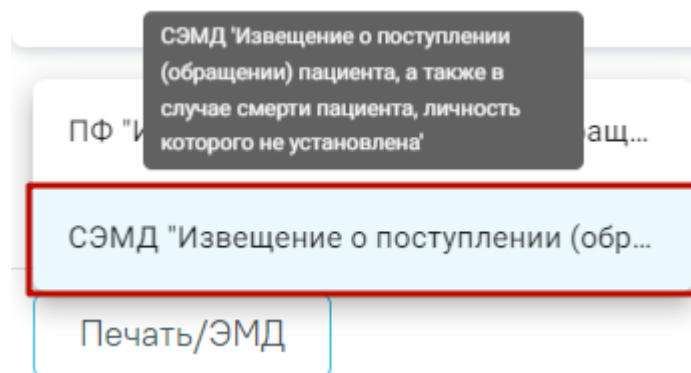 СЭМД 'Извещение о поступлении
(обращении) пациента, а также в
случае смерти пациента, личность
которого не установлена'
ПФ "И ащ...
СЭМД "Извещение о поступлении (обр...
Печать/ЭМД